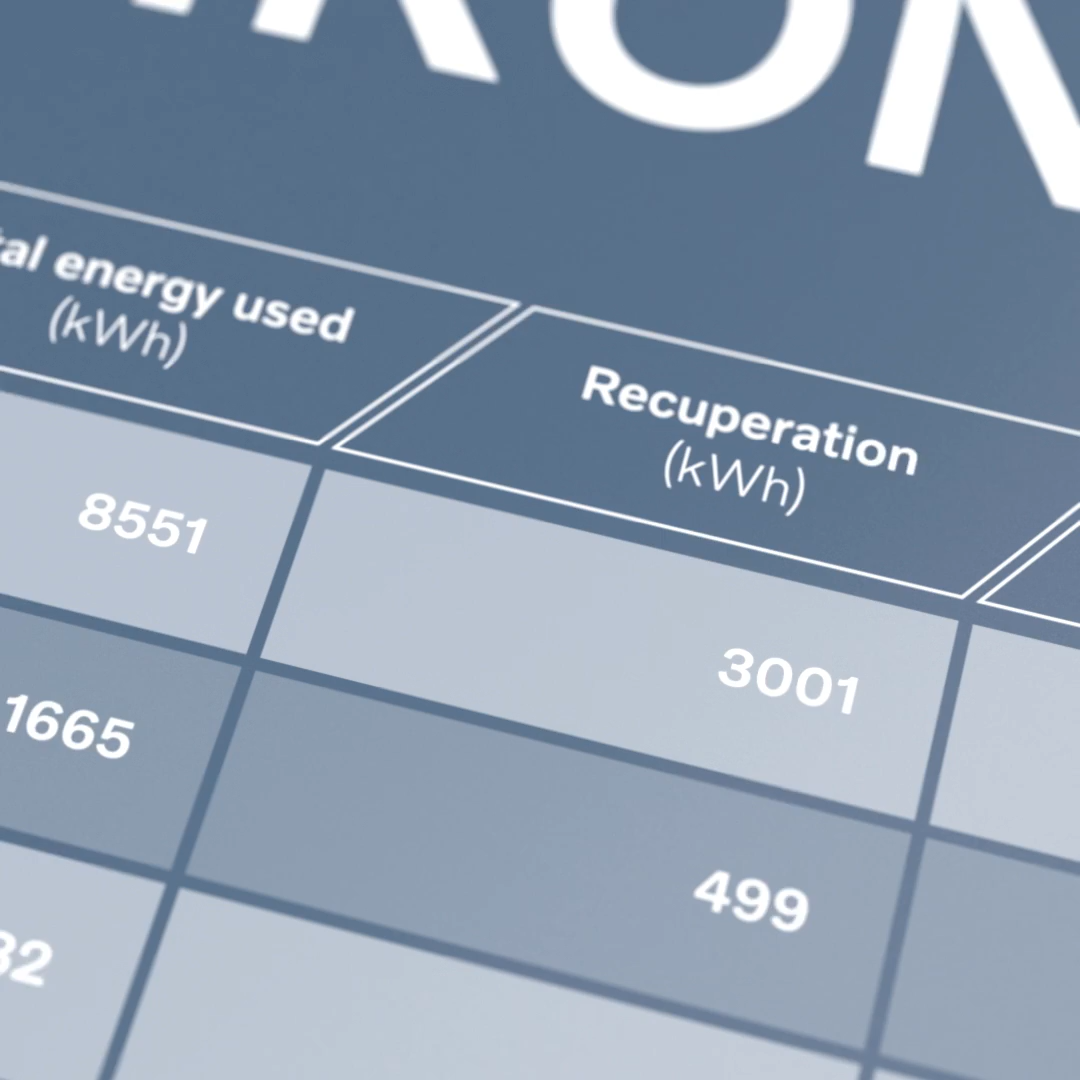 energy used
(kWh)
Recuperation
(kWh)
8551
3001
1665
499